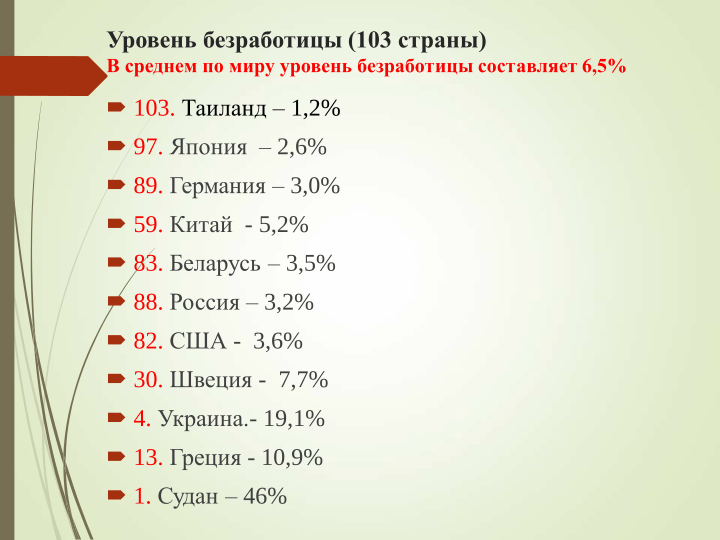 Уровень безработицы (103 страны)
В среднем по миру уровень безработицы составляет 6,5%
103. Таиланд – 1,2%
97. Япония – 2,6%
89. Германия – 3,0%
59. Китай - 5,2%
83. Беларусь – 3,5%
88. Россия – 3,2%
82. США - 3,6%
30. Швеция - 7,7%
4. Украина.- 19,1%
13. Греция - 10,9%
1. Судан – 46%